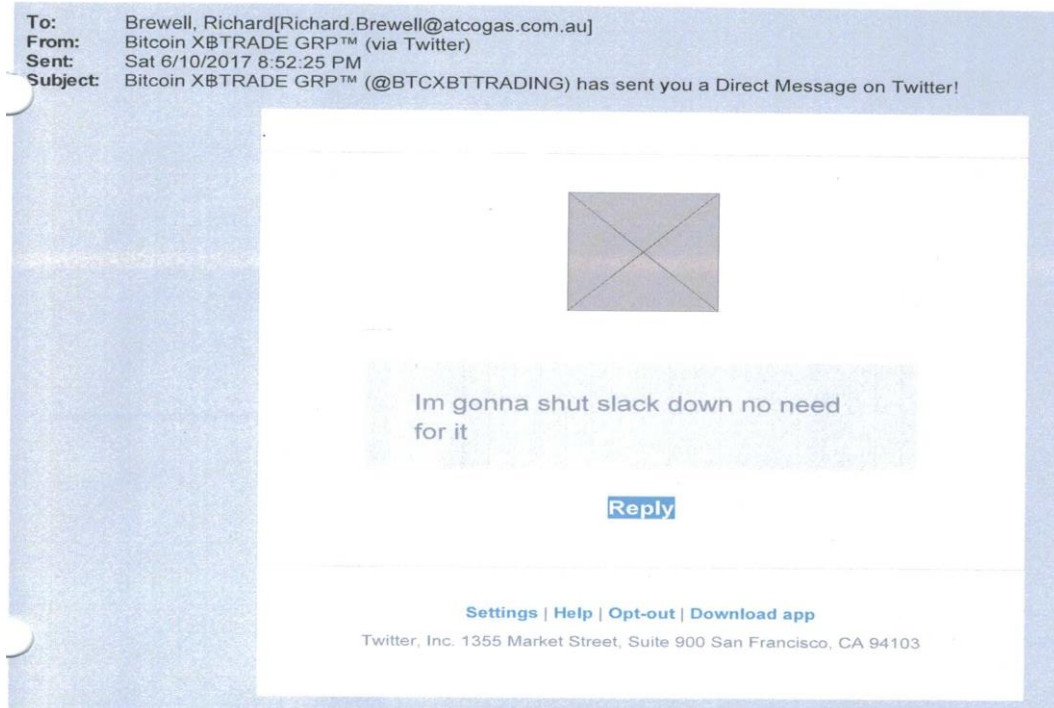 To: Brewell, Richard[Richard.Brewell@atcogas.com.au]
From: Bitcoin XɃTRADE GRP™ (via Twitter)
Sent: Sat 6/10/2017 8:52:25 PM
Subject: Bitcoin XɃTRADE GRP™ (@BTCXBTTRADING) has sent you a Direct Message on Twitter!
Im gonna shut slack down no need
for it
Reply
Settings | Help | Opt-out | Download app
Twitter, Inc. 1355 Market Street, Suite 900 San Francisco, CA 94103